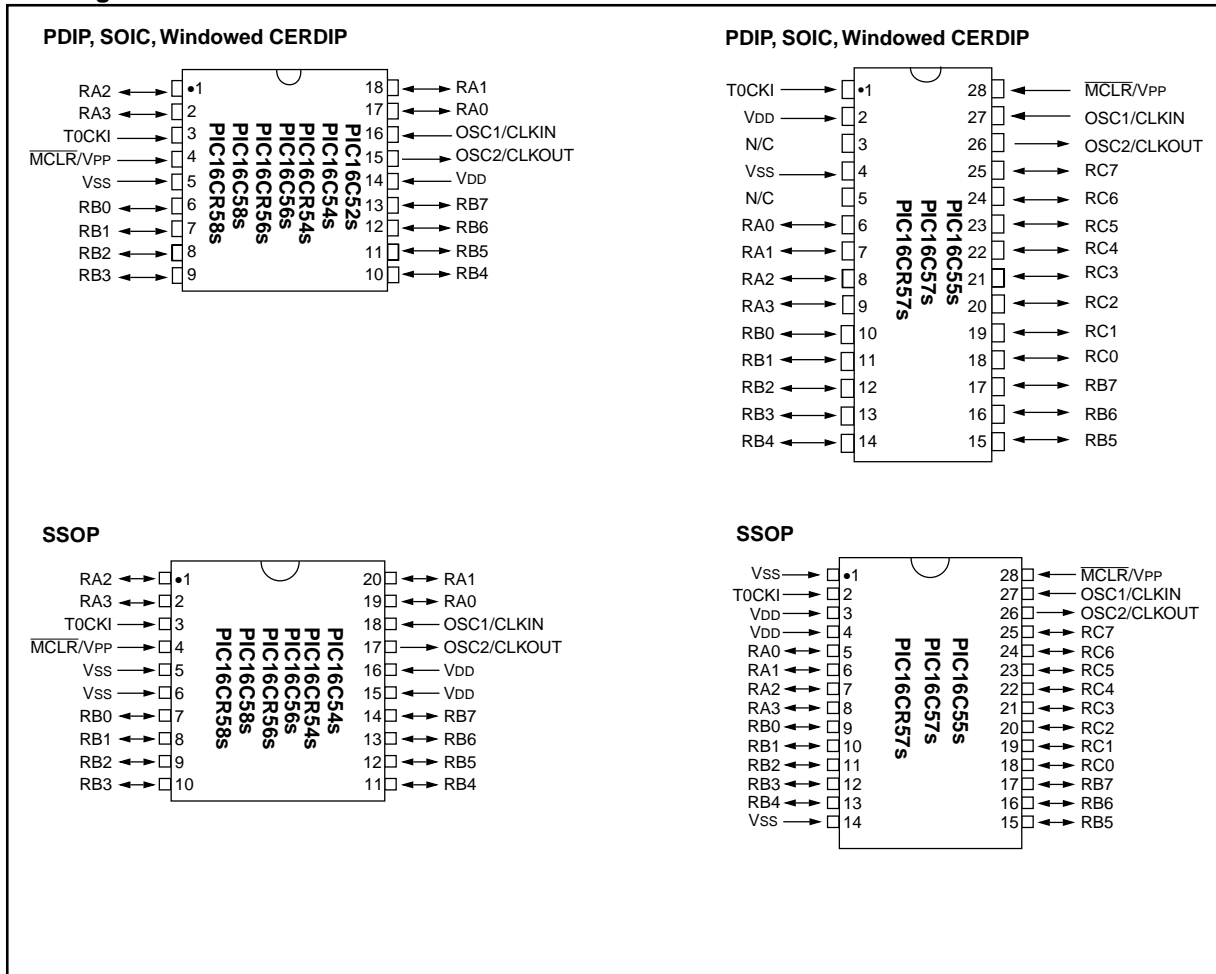 PDIP, SOIC, Windowed CERDIP
RA2 •1 18 RA1
RA3 2 17 RA0
T0CKI 3 16 OSC1/CLKIN
MCLR/VPP 4 15 OSC2/CLKOUT
VSS 5 14 VDD
RB0 6 13 RB7
RB1 7 12 RB6
RB2 8 11 RB5
RB3 9 10 RB4
PIC16C52s
PIC16C54s
PIC16CR54s
PIC16C56s
PIC16CR56s
PIC16C58s
PIC16CR58s
PDIP, SOIC, Windowed CERDIP
T0CKI •1 28 MCLR/VPP
VDD 2 27 OSC1/CLKIN
N/C 3 26 OSC2/CLKOUT
VSS 4 25 RC7
N/C 5 24 RC6
RA0 6 23 RC5
RA1 7 22 RC4
RA2 8 21 RC3
RA3 9 20 RC2
RB0 10 19 RC1
RB1 11 18 RC0
RB2 12 17 RB7
RB3 13 16 RB6
RB4 14 15 RB5
PIC16C55s
PIC16C57s
PIC16CR57s
SSOP
RA2 •1 20 RA1
RA3 2 19 RA0
T0CKI 3 18 OSC1/CLKIN
MCLR/VPP 4 17 OSC2/CLKOUT
VSS 5 16 VDD
VSS 6 15 VDD
RB0 7 14 RB7
RB1 8 13 RB6
RB2 9 12 RB5
RB3 10 11 RB4
PIC16C54s
PIC16CR54s
PIC16C56s
PIC16CR56s
PIC16C58s
PIC16CR58s
SSOP
VSS •1 28 MCLR/VPP
T0CKI 2 27 OSC1/CLKIN
VDD 3 26 OSC2/CLKOUT
VDD 4 25 RC7
RA0 5 24 RC6
RA1 6 23 RC5
RA2 7 22 RC4
RA3 8 21 RC3
RB0 9 20 RC2
RB1 10 19 RC1
RB2 11 18 RC0
RB3 12 17 RB7
RB4 13 16 RB6
VSS 14 15 RB5
PIC16C55s
PIC16C57s
PIC16CR57s